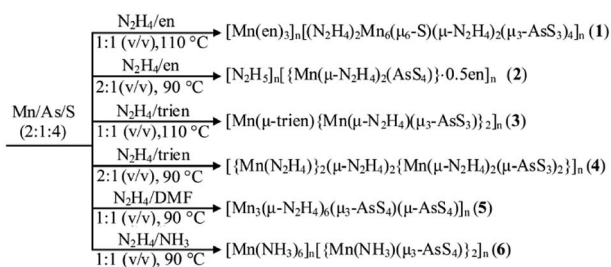 N₂H₄/en
1:1 (v/v),110 °C
[Mn(en)₃]ₙ[(N₂H₄)₂Mn₆(μ₆-S)(μ-N₂H₄)₂(μ₃-AsS₃)₄]ₙ (1)
N₂H₄/en
2:1(v/v), 90 °C
[N₂H₅]ₙ[{Mn(μ-N₂H₄)₂(AsS₄)}·0.5en]ₙ (2)
Mn/As/S
(2:1:4)
N₂H₄/trien
1:1 (v/v),110 °C
[Mn(μ-trien){Mn(μ-N₂H₄)(μ₃-AsS₃)}₂]ₙ (3)
N₂H₄/trien
2:1 (v/v), 90 °C
[{Mn(N₂H₄)}₂(μ-N₂H₄)₂{Mn(μ-N₂H₄)₂(μ-AsS₃)₂}]ₙ (4)
N₂H₄/DMF
1:1 (v/v), 90 °C
[Mn₃(μ-N₂H₄)₆(μ₃-AsS₄)(μ-AsS₄)]ₙ (5)
N₂H₄/NH₃
1:1 (v/v), 90 °C
[Mn(NH₃)₆]ₙ[{Mn(NH₃)(μ₃-AsS₄)}₂]ₙ (6)